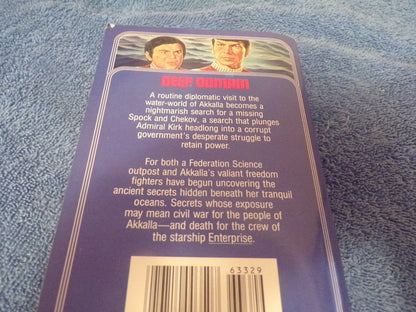 DEEP DOMAIN
A routine diplomatic visit to the
water-world of Akkalla becomes a
nightmarish search for a missing
Spock and Chekov, a search that plunges
Admiral Kirk headlong into a corrupt
government's desperate struggle to
retain power.
For both a Federation Science
outpost and Akkalla's valiant freedom
fighters have begun uncovering the
ancient secrets hidden beneath her tranquil
oceans. Secrets whose exposure
may mean civil war for the people of
Akkalla—and death for the crew of
the starship Enterprise.
63329